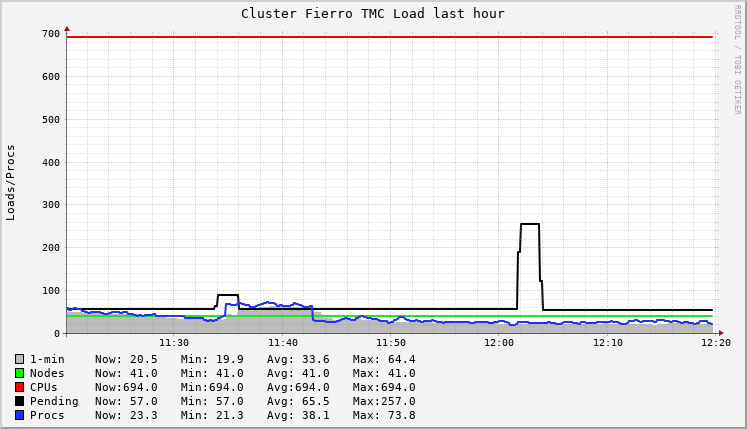 Cluster Fierro TMC Load last hour
RRDTOOL / TOBI OETIKER
Loads/Procs
700
600
500
400
300
200
100
0
11:30 11:40 11:50 12:00 12:10 12:20
1-min Now: 20.5 Min: 19.9 Avg: 33.6 Max: 64.4
Nodes Now: 41.0 Min: 41.0 Avg: 41.0 Max: 41.0
CPUs Now:694.0 Min:694.0 Avg:694.0 Max:694.0
Pending Now: 57.0 Min: 57.0 Avg: 65.5 Max:257.0
Procs Now: 23.3 Min: 21.3 Avg: 38.1 Max: 73.8